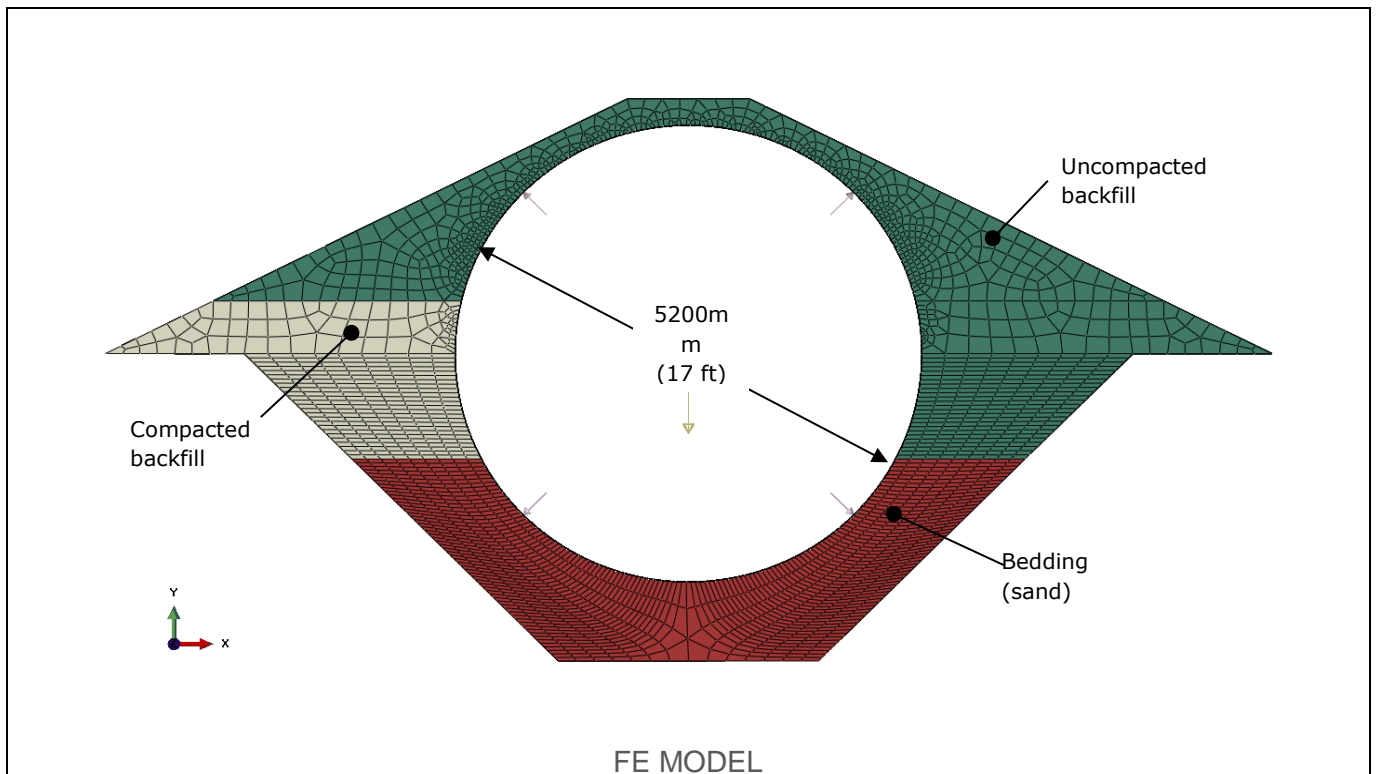 Uncompacted
backfill
5200m
m
(17 ft)
Compacted
backfill
Bedding
(sand)
Y
X
FE MODEL